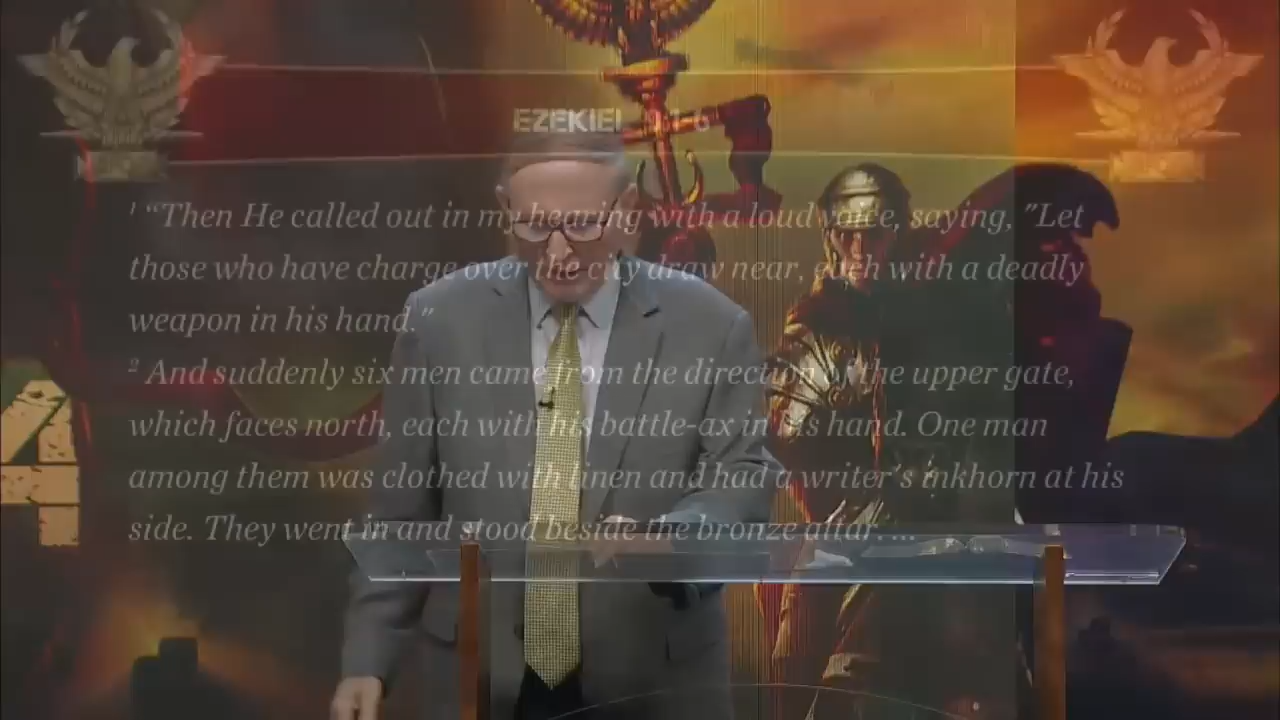 EZEKIEL 9:1-6
1 “Then He called out in my hearing with a loud voice, saying, "Let
those who have charge over the city draw near, each with a deadly
weapon in his hand.”
2 And suddenly six men came from the direction of the upper gate,
which faces north, each with his battle-ax in his hand. One man
among them was clothed with linen and had a writer's inkhorn at his
side. They went in and stood beside the bronze altar. ...